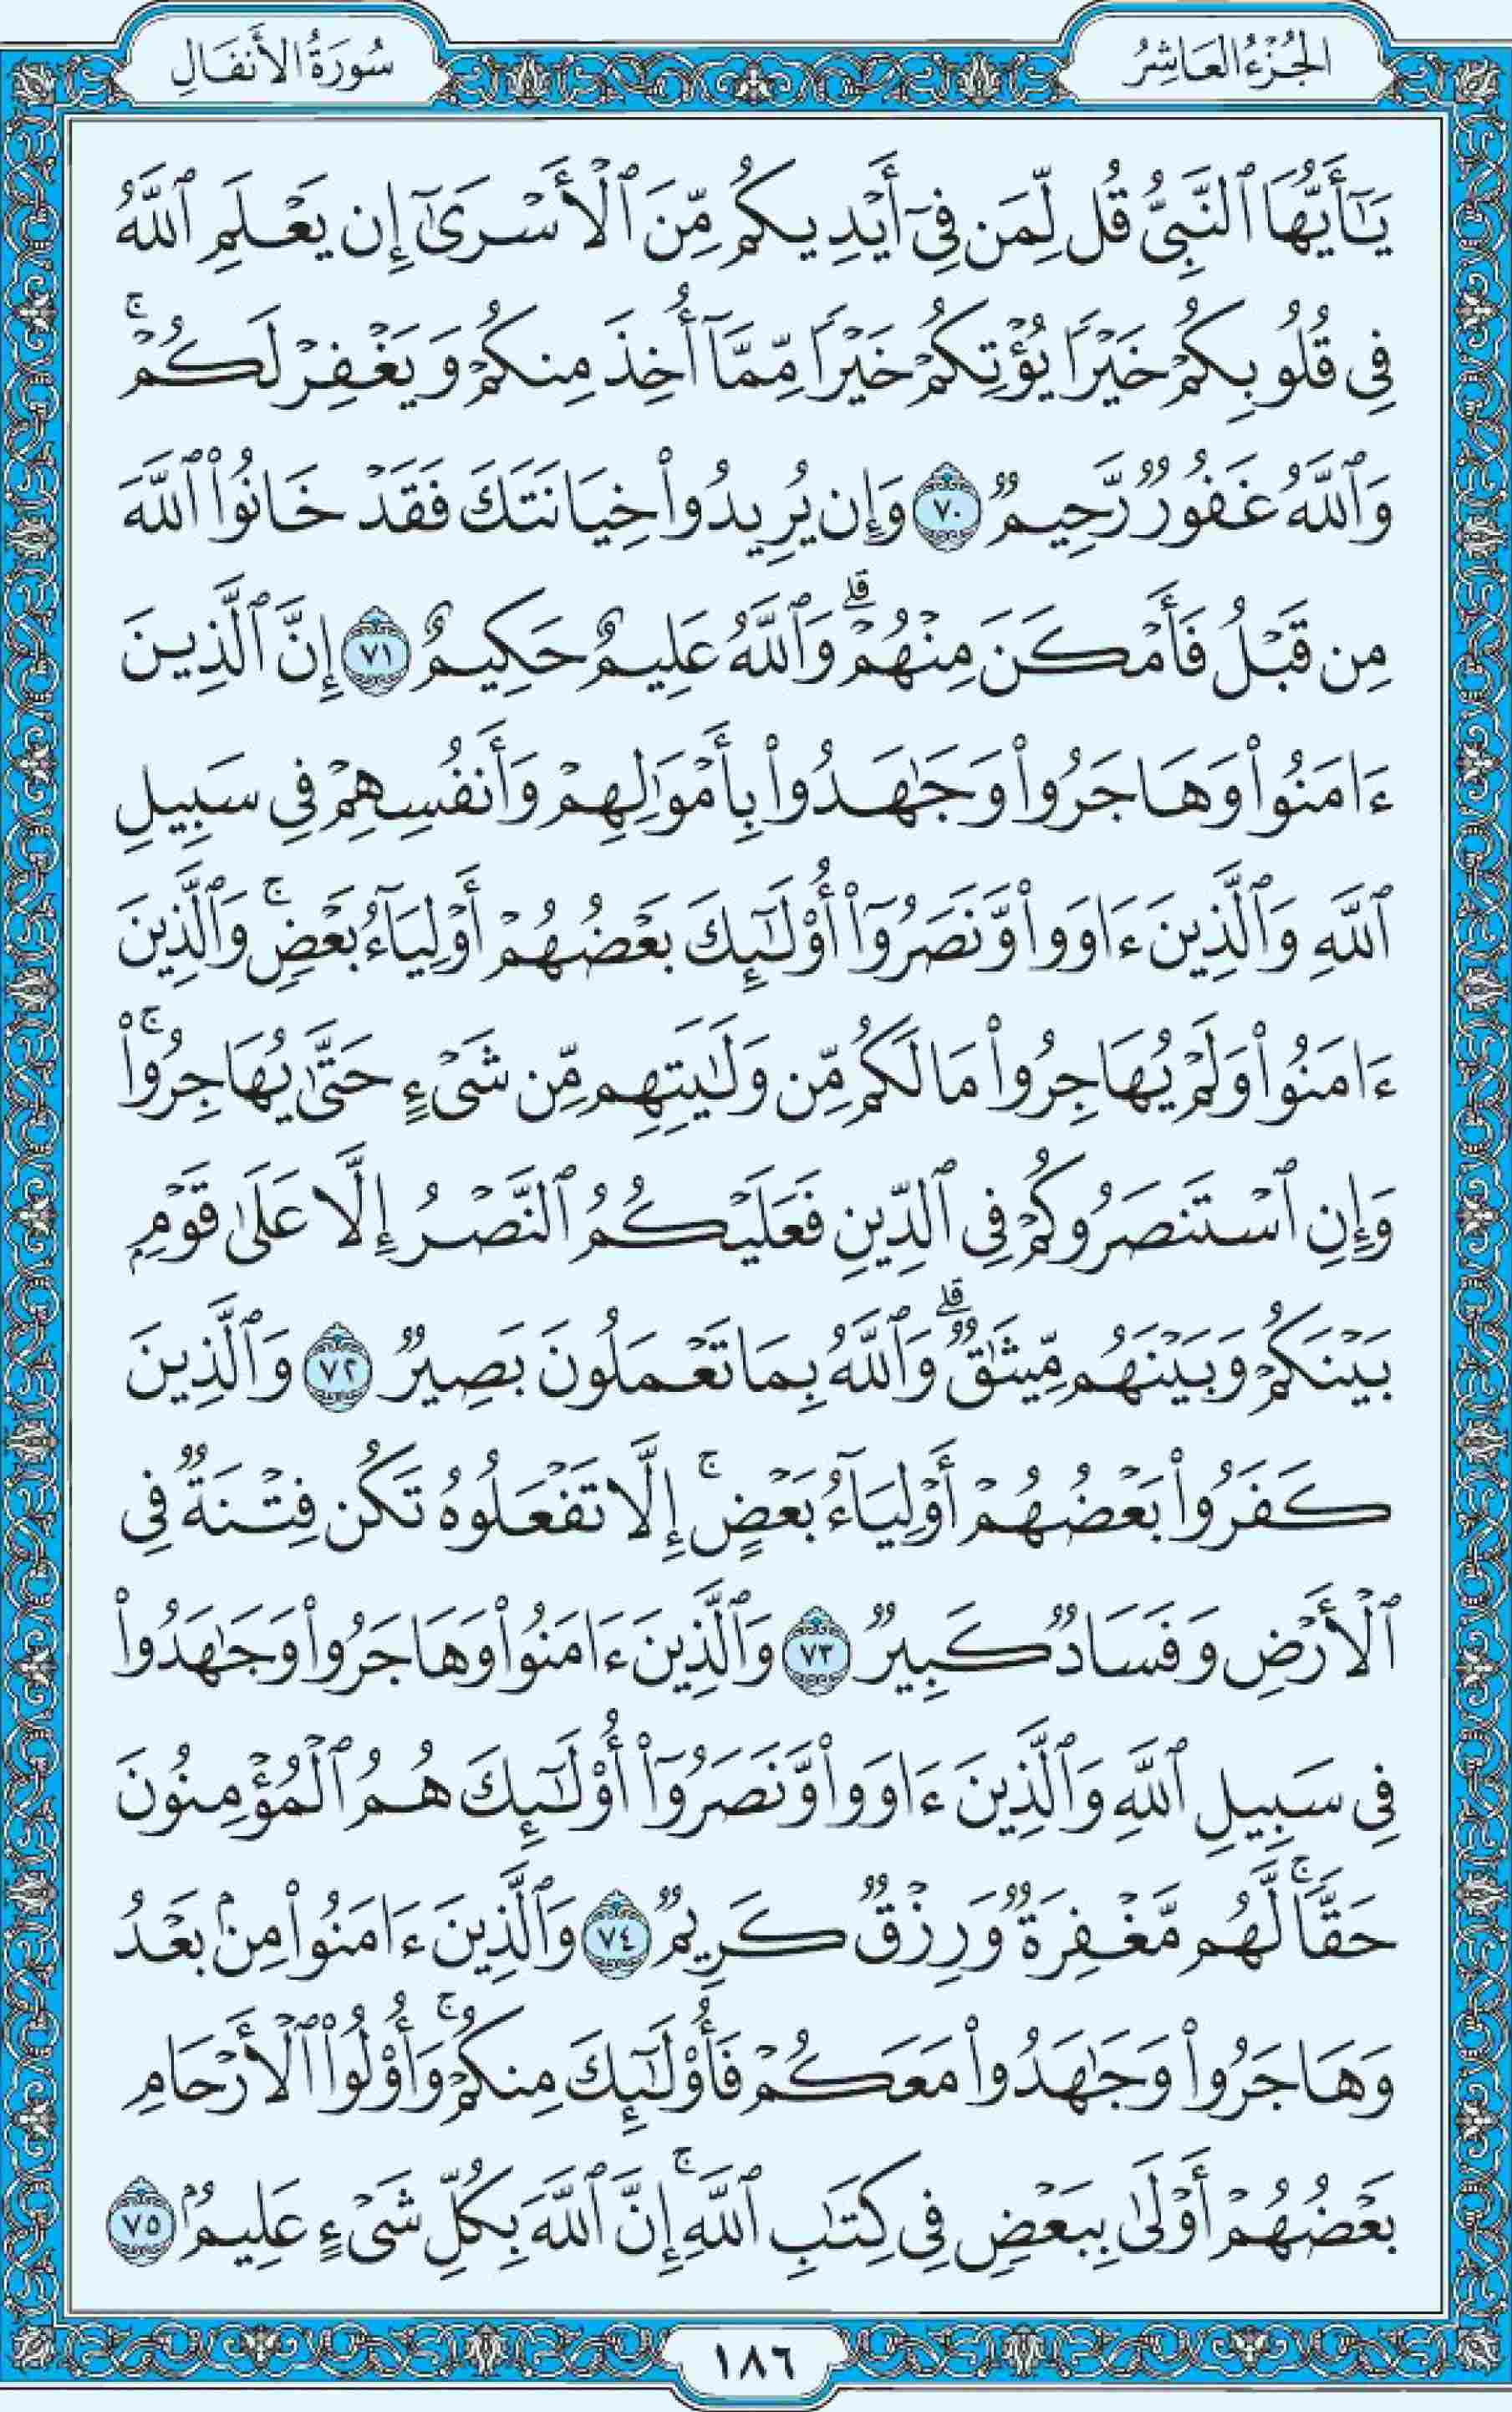 الجُزْءُ العَاشِرُ
سُورَةُ الأَنفَالِ
يَـٰٓأَيُّهَا ٱلنَّبِىُّ قُل لِّمَن فِىٓ أَيْدِيكُم مِّنَ ٱلْأَسْرَىٰٓ إِن يَعْلَمِ ٱللَّهُ
فِى قُلُوبِكُمْ خَيْرًا يُؤْتِكُمْ خَيْرًا مِّمَّآ أُخِذَ مِنكُمْ وَيَغْفِرْ لَكُمْ ۚ
وَٱللَّهُ غَفُورٌ رَّحِيمٌ ٧٠ وَإِن يُرِيدُوا۟ خِيَانَتَكَ فَقَدْ خَانُوا۟ ٱللَّهَ
مِن قَبْلُ فَأَمْكَنَ مِنْهُمْ ۗ وَٱللَّهُ عَلِيمٌ حَكِيمٌ ٧١ إِنَّ ٱلَّذِينَ
ءَامَنُوا۟ وَهَاجَرُوا۟ وَجَـٰهَدُوا۟ بِأَمْوَٰلِهِمْ وَأَنفُسِهِمْ فِى سَبِيلِ
ٱللَّهِ وَٱلَّذِينَ ءَاوَوا۟ وَّنَصَرُوٓا۟ أُو۟لَـٰٓئِكَ بَعْضُهُمْ أَوْلِيَآءُ بَعْضٍ ۚ وَٱلَّذِينَ
ءَامَنُوا۟ وَلَمْ يُهَاجِرُوا۟ مَا لَكُم مِّن وَلَـٰيَتِهِم مِّن شَىْءٍ حَتَّىٰ يُهَاجِرُوا۟ ۚ
وَإِنِ ٱسْتَنصَرُوكُمْ فِى ٱلدِّينِ فَعَلَيْكُمُ ٱلنَّصْرُ إِلَّا عَلَىٰ قَوْمٍۭ
بَيْنَكُمْ وَبَيْنَهُم مِّيثَـٰقٌ ۗ وَٱللَّهُ بِمَا تَعْمَلُونَ بَصِيرٌ ٧٢ وَٱلَّذِينَ
كَفَرُوا۟ بَعْضُهُمْ أَوْلِيَآءُ بَعْضٍ ۚ إِلَّا تَفْعَلُوهُ تَكُن فِتْنَةٌ فِى
ٱلْأَرْضِ وَفَسَادٌ كَبِيرٌ ٧٣ وَٱلَّذِينَ ءَامَنُوا۟ وَهَاجَرُوا۟ وَجَـٰهَدُوا۟
فِى سَبِيلِ ٱللَّهِ وَٱلَّذِينَ ءَاوَوا۟ وَّنَصَرُوٓا۟ أُو۟لَـٰٓئِكَ هُمُ ٱلْمُؤْمِنُونَ
حَقًّا ۚ لَّهُم مَّغْفِرَةٌ وَرِزْقٌ كَرِيمٌ ٧٤ وَٱلَّذِينَ ءَامَنُوا۟ مِنۢ بَعْدُ
وَهَاجَرُوا۟ وَجَـٰهَدُوا۟ مَعَكُمْ فَأُو۟لَـٰٓئِكَ مِنكُمْ ۚ وَأُو۟لُوا۟ ٱلْأَرْحَامِ
بَعْضُهُمْ أَوْلَىٰ بِبَعْضٍ فِى كِتَـٰبِ ٱللَّهِ ۗ إِنَّ ٱللَّهَ بِكُلِّ شَىْءٍ عَلِيمٌۢ ٧٥
١٨٦